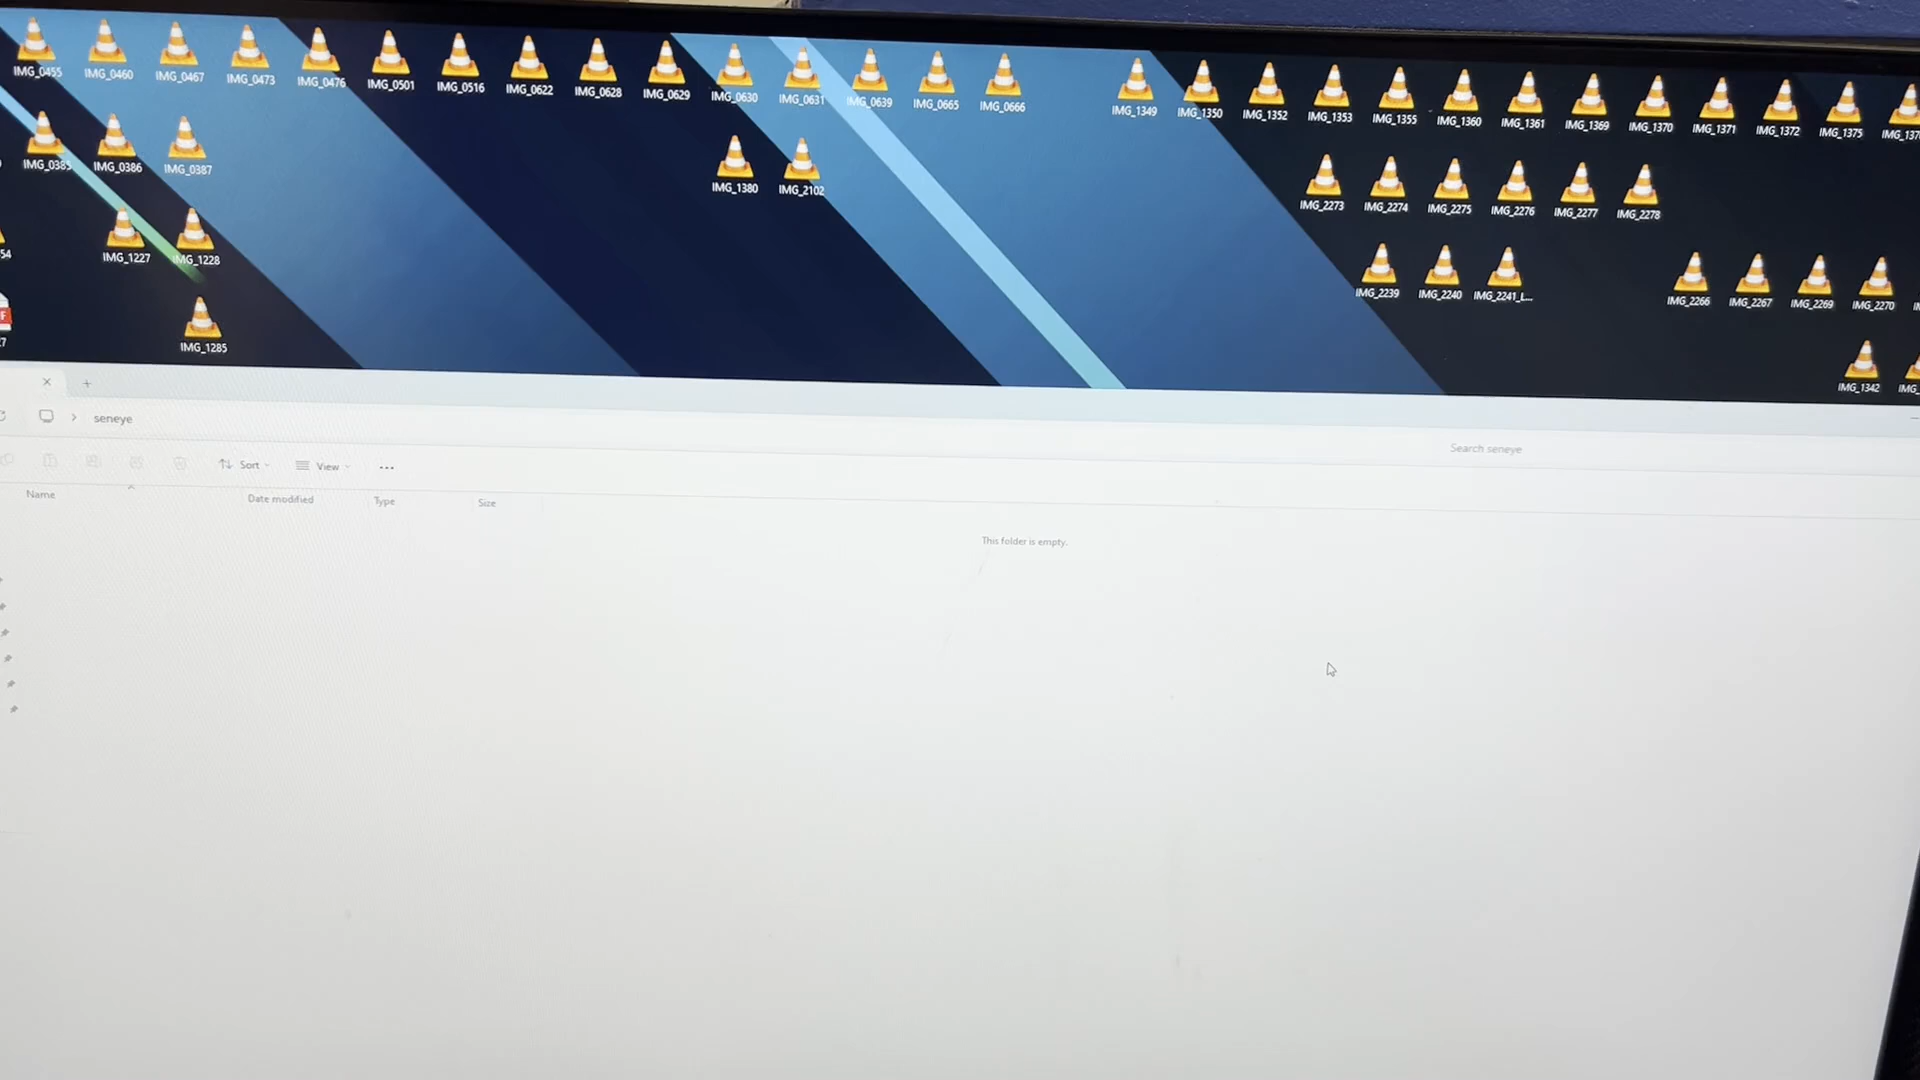 IMG_0455 IMG_0460 IMG_0467 IMG_0473 IMG_0476 IMG_0501 IMG_0516 IMG_0622 IMG_0628 IMG_0629 IMG_0630 IMG_0631 IMG_0639 IMG_0665 IMG_0666 IMG_1349 IMG_1350 IMG_1352 IMG_1353 IMG_1355 IMG_1360 IMG_1361 IMG_1369 IMG_1370 IMG_1371 IMG_1372 IMG_1375
IMG_0385 IMG_0386 IMG_0387 IMG_1380 IMG_2102 IMG_2273 IMG_2274 IMG_2275 IMG_2276 IMG_2277 IMG_2278
54 IMG_1227 IMG_1228 IMG_2239 IMG_2240 IMG_2241_L... IMG_2266 IMG_2267 IMG_2269 IMG_2270
7 IMG_1285 IMG_1342
seneye Search seneye
Sort View ...
Name Date modified Type Size
This folder is empty.